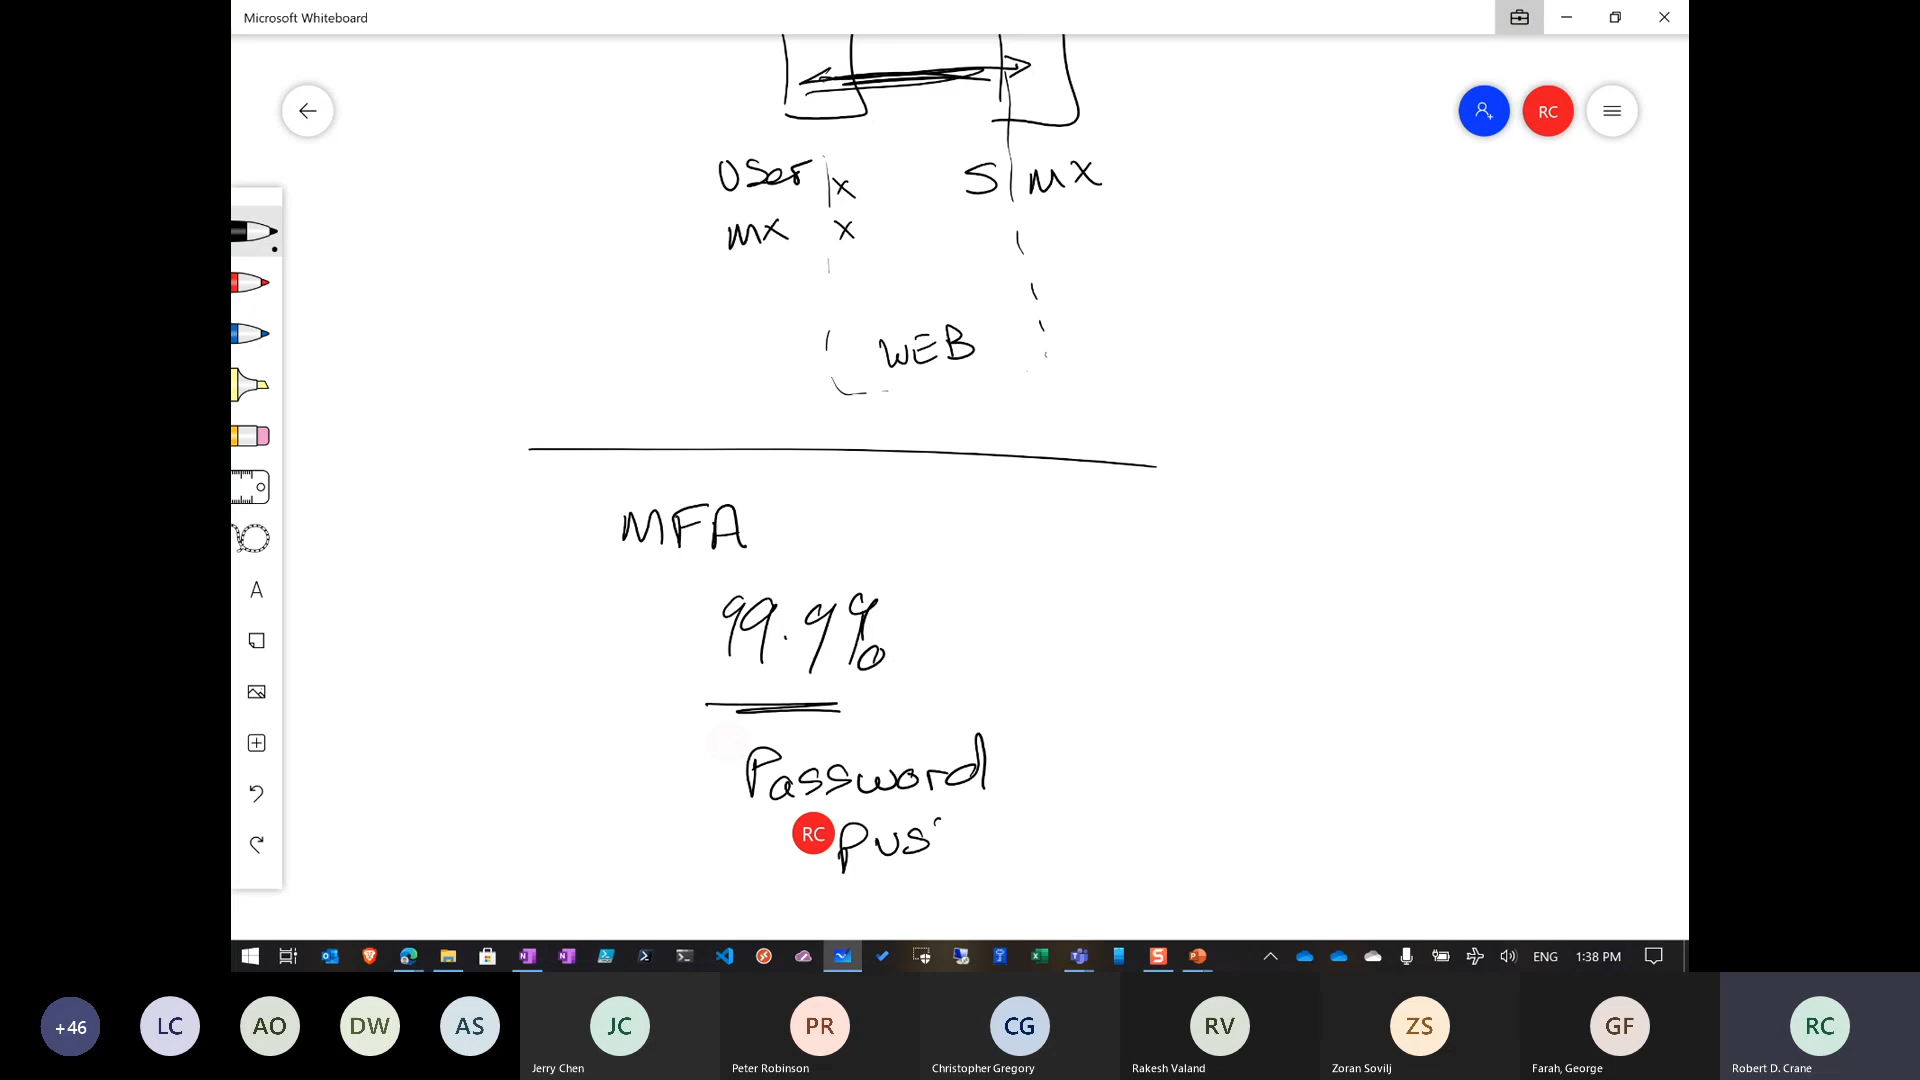 Microsoft Whiteboard
RC
User x
S mx
mx x
WEB
MFA
99.9%
Password
RC
Pus
A
ENG
1:38 PM
+46
LC
AO
DW
AS
JC
PR
CG
RV
ZS
GF
RC
Jerry Chen
Peter Robinson
Christopher Gregory
Rakesh Valand
Zoran Sovilj
Farah, George
Robert D. Crane